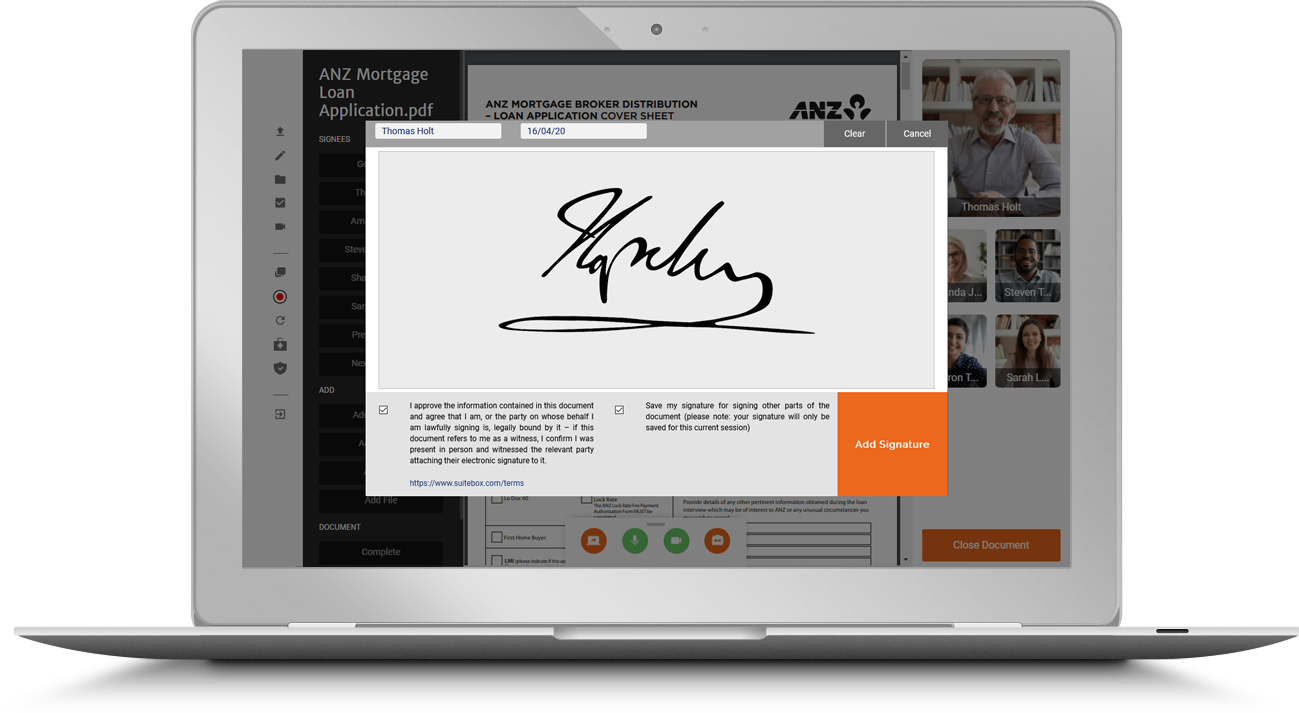 ANZ Mortgage
Loan
Application.pdf
SIGNEES
Ge
Th
Am
Steve
Sha
Sar
Pre
Nex
ADD
Add
A
Add File
DOCUMENT
Complete
ANZ MORTGAGE BROKER DISTRIBUTION
– LOAN APPLICATION COVER SHEET
ANZ
Thomas Holt
16/04/20
Clear
Cancel
I approve the information contained in this document
and agree that I am, or the party on whose behalf I
am lawfully signing is, legally bound by it – if this
document refers to me as a witness, I confirm I was
present in person and witnessed the relevant party
attaching their electronic signature to it.
https://www.suitebox.com/terms
Save my signature for signing other parts of the
document (please note: your signature will only be
saved for this current session)
Add Signature
Lo Doc 60
Lock Rate
The ANZ Lock Rate Fee Payment
Authorisation Form MUST be
First Home Buyer
LMI (please indicate if this ap
Provide details of any other pertinent information obtained during the loan
interview which may be of interest to ANZ or any unusual circumstances you
Thomas Holt
nda J...
Steven T...
ron T...
Sarah L...
Close Document